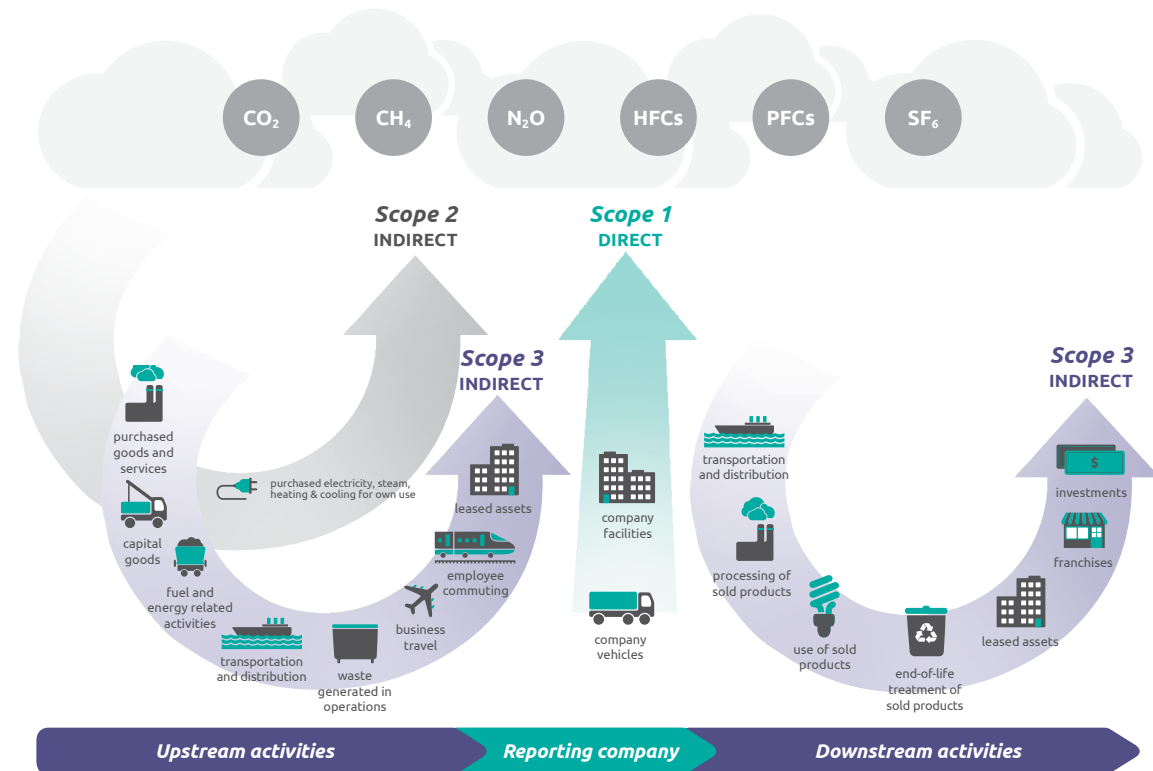 CO₂
CH₄
N₂O
HFCs
PFCs
SF₆
Scope 2
INDIRECT
Scope 1
DIRECT
Scope 3
INDIRECT
Scope 3
INDIRECT
purchased
goods and
services
purchased electricity, steam,
heating & cooling for own use
capital
goods
fuel and
energy related
activities
transportation
and distribution
waste
generated in
operations
business
travel
employee
commuting
leased assets
company
facilities
company
vehicles
transportation
and distribution
processing of
sold products
use of sold
products
end-of-life
treatment of
sold products
leased assets
franchises
$
investments
Upstream activities
Reporting company
Downstream activities